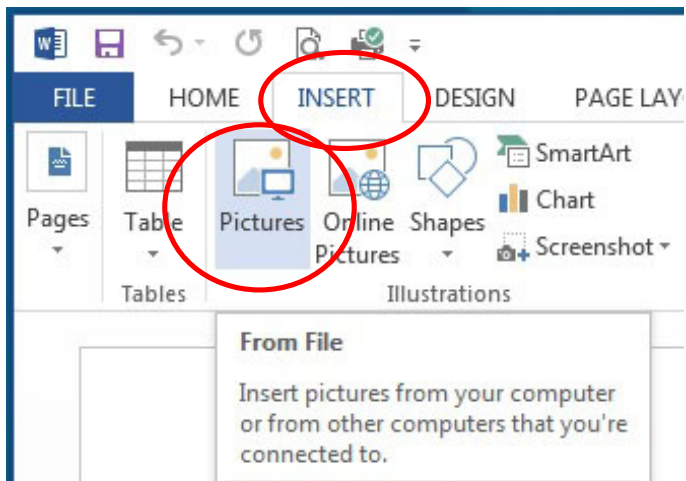 FILE HOME INSERT DESIGN PAGE LAY
Pages Table Pictures Online Pictures Shapes SmartArt
Chart
Screenshot
Tables Illustrations
From File
Insert pictures from your computer
or from other computers that you're
connected to.